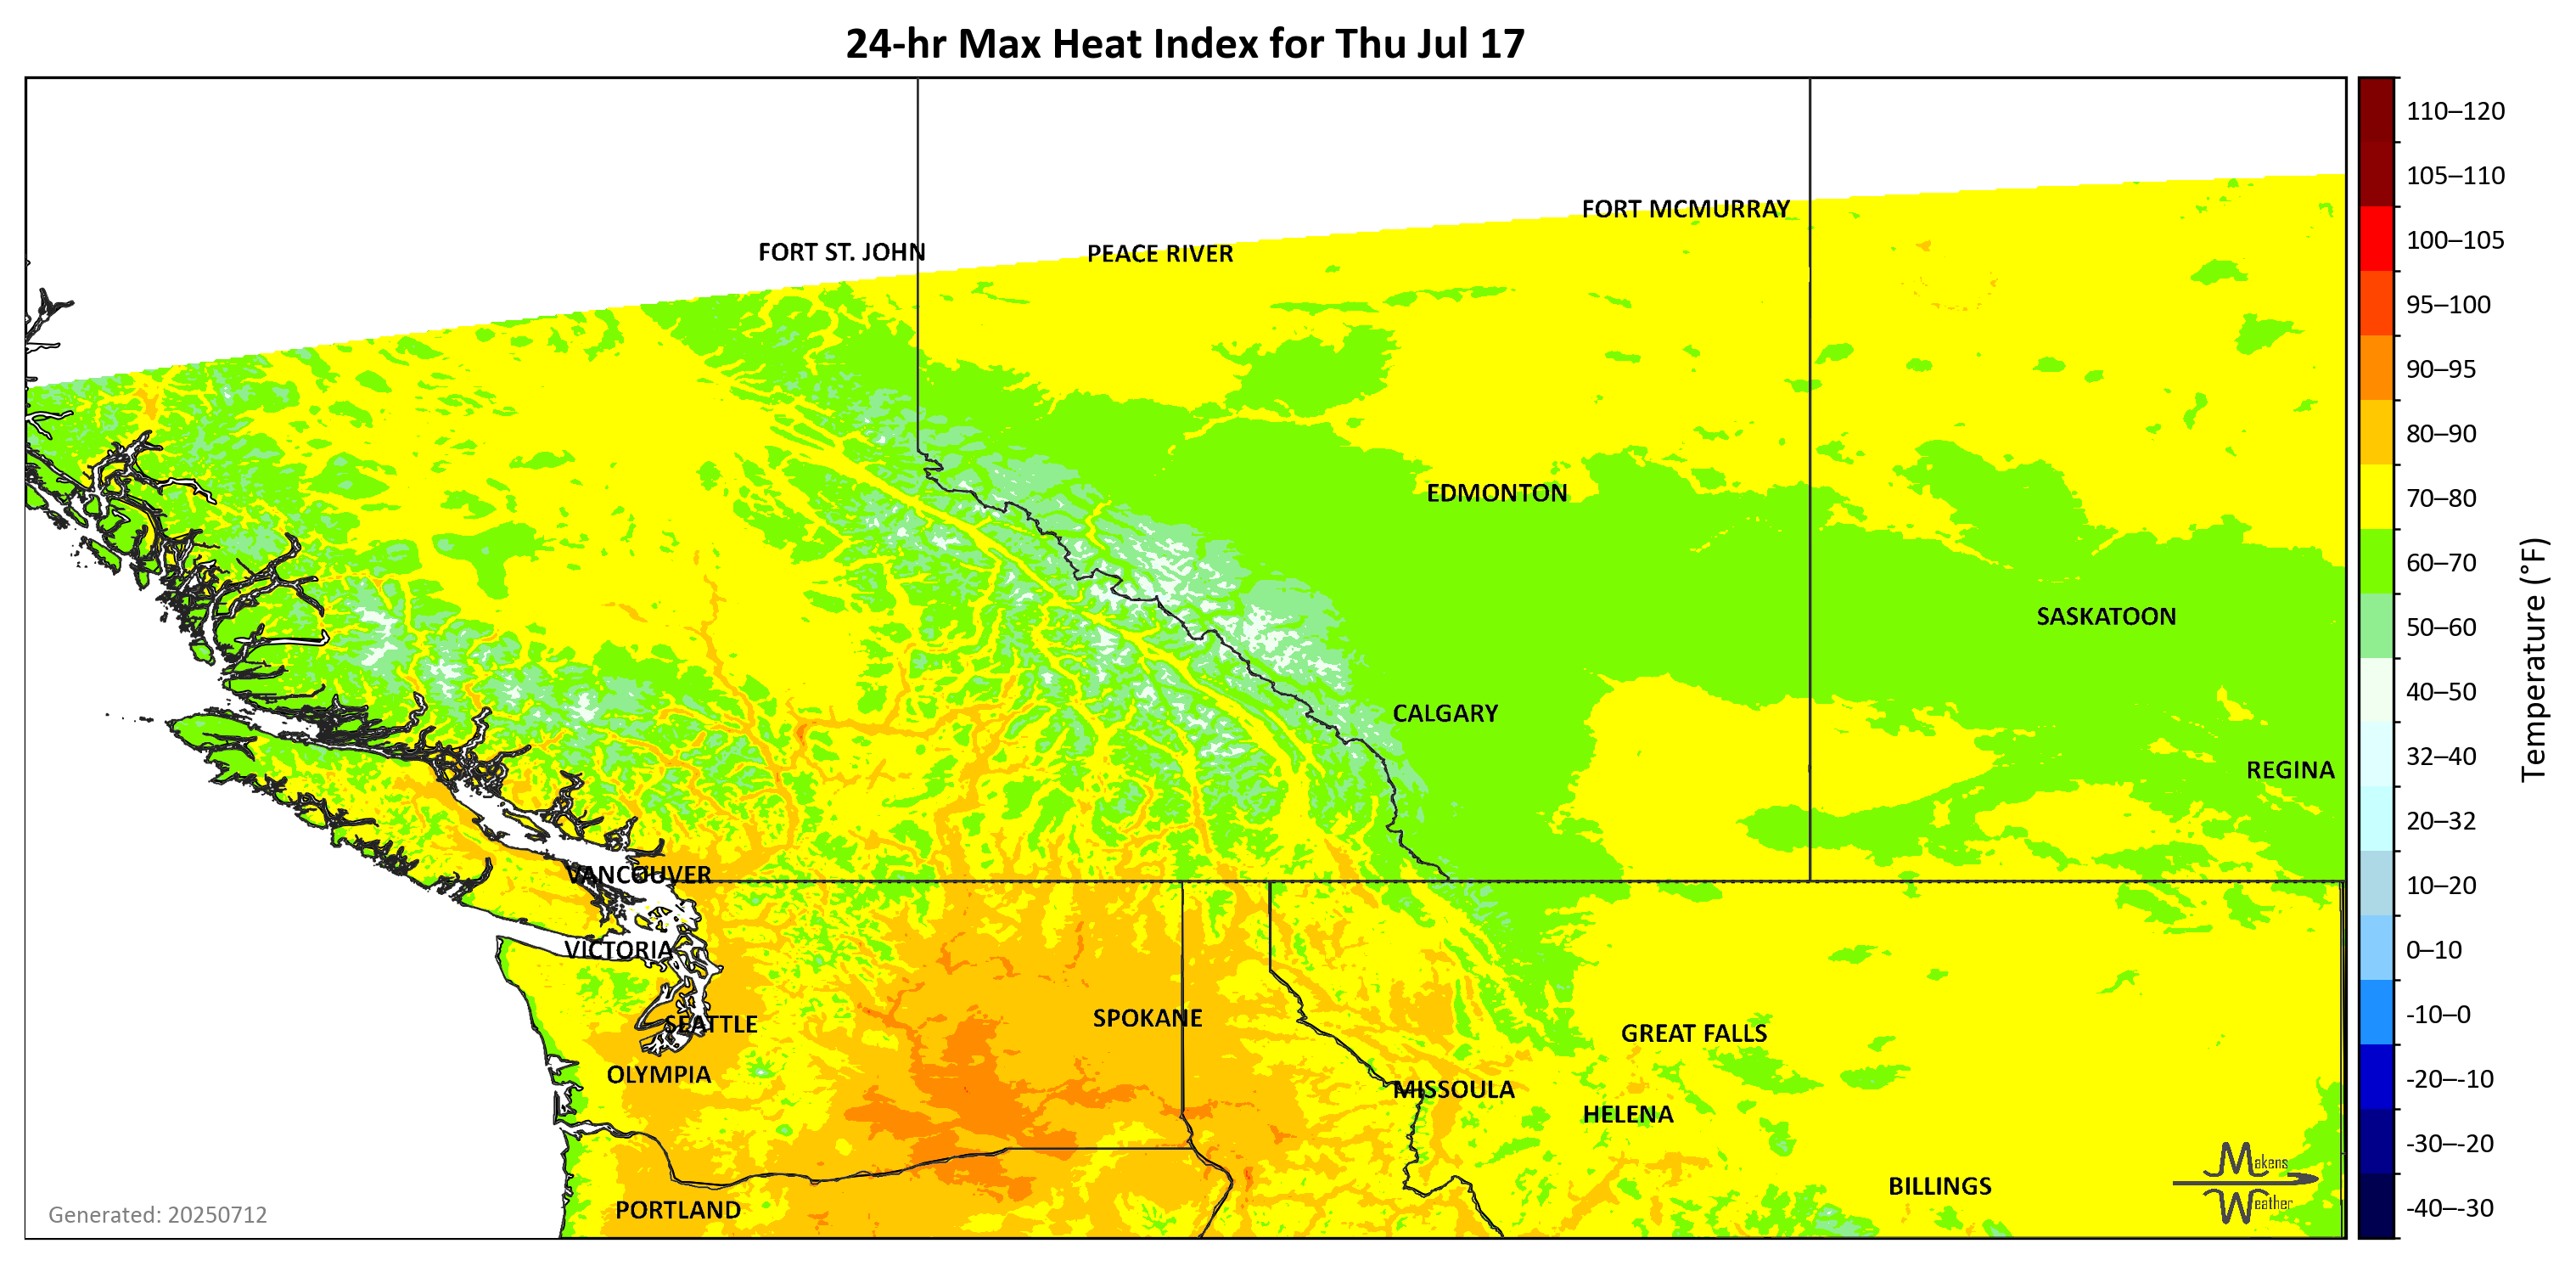 24-hr Max Heat Index for Thu Jul 17
FORT MCMURRAY
FORT ST. JOHN
PEACE RIVER
EDMONTON
SASKATOON
CALGARY
REGINA
VANCOUVER
VICTORIA
SPOKANE
SEATTLE
GREAT FALLS
OLYMPIA
MISSOULA
HELENA
BILLINGS
PORTLAND
Generated: 20250712
Makens
Weather
110–120
105–110
100–105
95–100
90–95
80–90
70–80
60–70
50–60
40–50
32–40
20–32
10–20
0–10
-10–0
-20–-10
-30–-20
-40–-30
Temperature (°F)